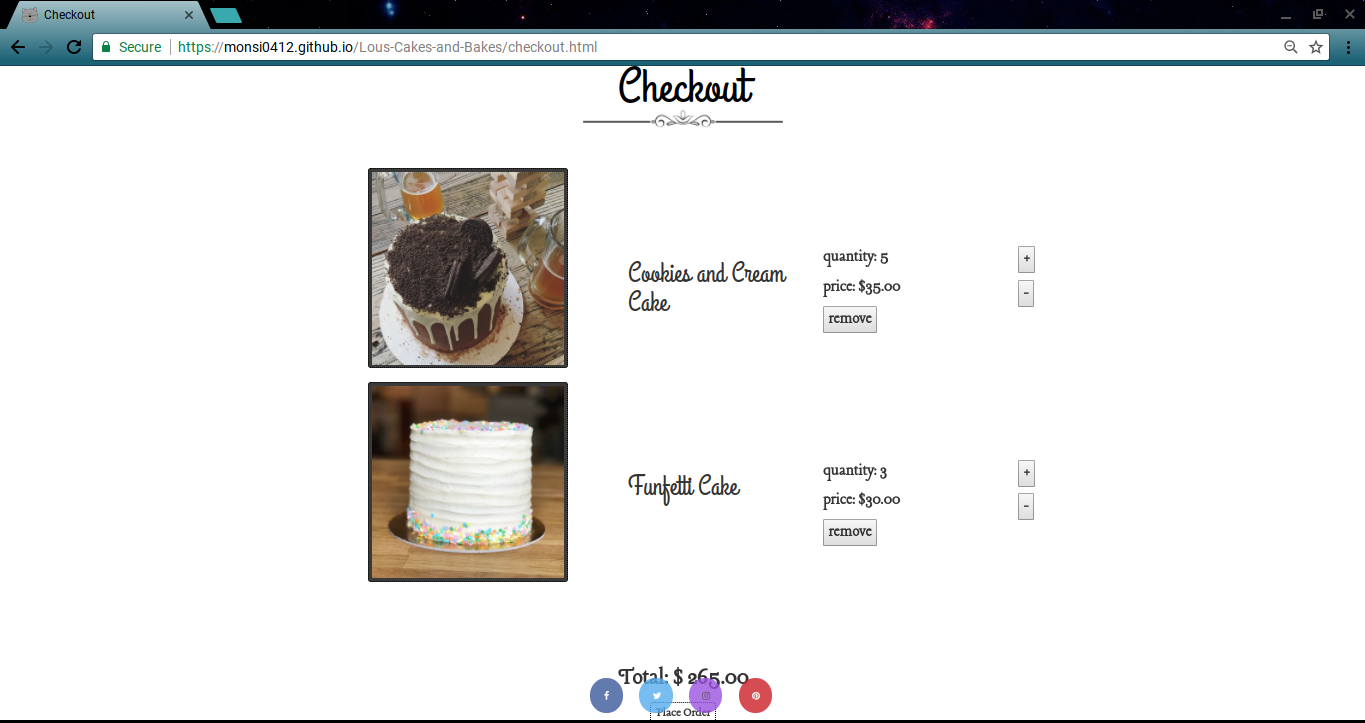 Checkout
Secure
https://monsi0412.github.io/Lous-Cakes-and-Bakes/checkout.html
Checkout
Cookies and Cream
Cake
quantity: 5
price: $35.00
remove
+
-
Funfetti Cake
quantity: 3
price: $30.00
remove
+
-
Total: $ 265.00
Place Order